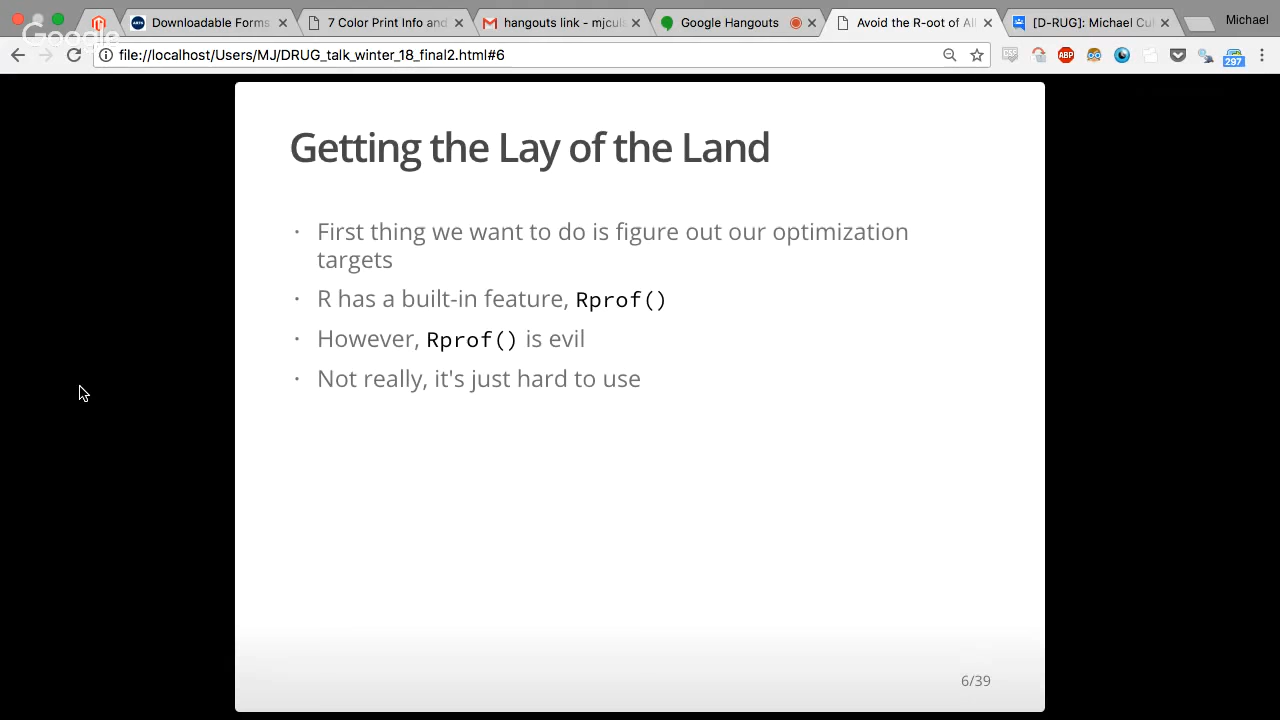 Downloadable Forms
7 Color Print Info and
hangouts link - mjcul
Google Hangouts
Avoid the R-oot of All
[D-RUG]: Michael Cul
Michael
Google
file://localhost/Users/MJ/DRUG_talk_winter_18_final2.html#6
ABP
297
Getting the Lay of the Land
· First thing we want to do is figure out our optimization
targets
· R has a built-in feature, Rprof()
· However, Rprof() is evil
· Not really, it's just hard to use
6/39